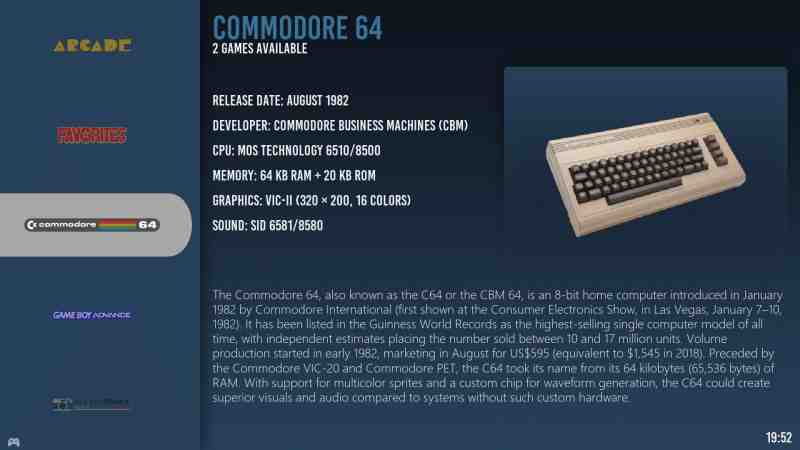 ARCADE
FAVORITES
commodore 64
GAME BOY ADVANCE
COMMODORE 64
2 GAMES AVAILABLE
RELEASE DATE: AUGUST 1982
DEVELOPER: COMMODORE BUSINESS MACHINES (CBM)
CPU: MOS TECHNOLOGY 6510/8500
MEMORY: 64 KB RAM + 20 KB ROM
GRAPHICS: VIC-II (320 × 200, 16 COLORS)
SOUND: SID 6581/8580
The Commodore 64, also known as the C64 or the CBM 64, is an 8-bit home computer introduced in January
1982 by Commodore International (first shown at the Consumer Electronics Show, in Las Vegas, January 7–10,
1982). It has been listed in the Guinness World Records as the highest-selling single computer model of all
time, with independent estimates placing the number sold between 10 and 17 million units. Volume
production started in early 1982, marketing in August for US$595 (equivalent to $1,545 in 2018). Preceded by
the Commodore VIC-20 and Commodore PET, the C64 took its name from its 64 kilobytes (65,536 bytes) of
RAM. With support for multicolor sprites and a custom chip for waveform generation, the C64 could create
superior visuals and audio compared to systems without such custom hardware.
19:52